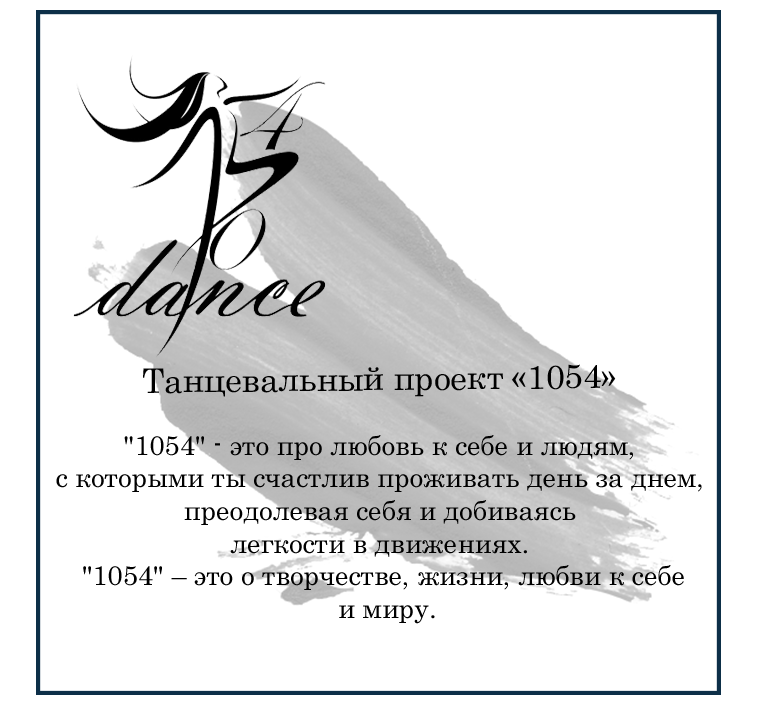 1054
dance
Танцевальный проект «1054»
"1054" - это про любовь к себе и людям,
с которыми ты счастлив проживать день за днем,
преодолевая себя и добиваясь
легкости в движениях.
"1054" – это о творчестве, жизни, любви к себе
и миру.